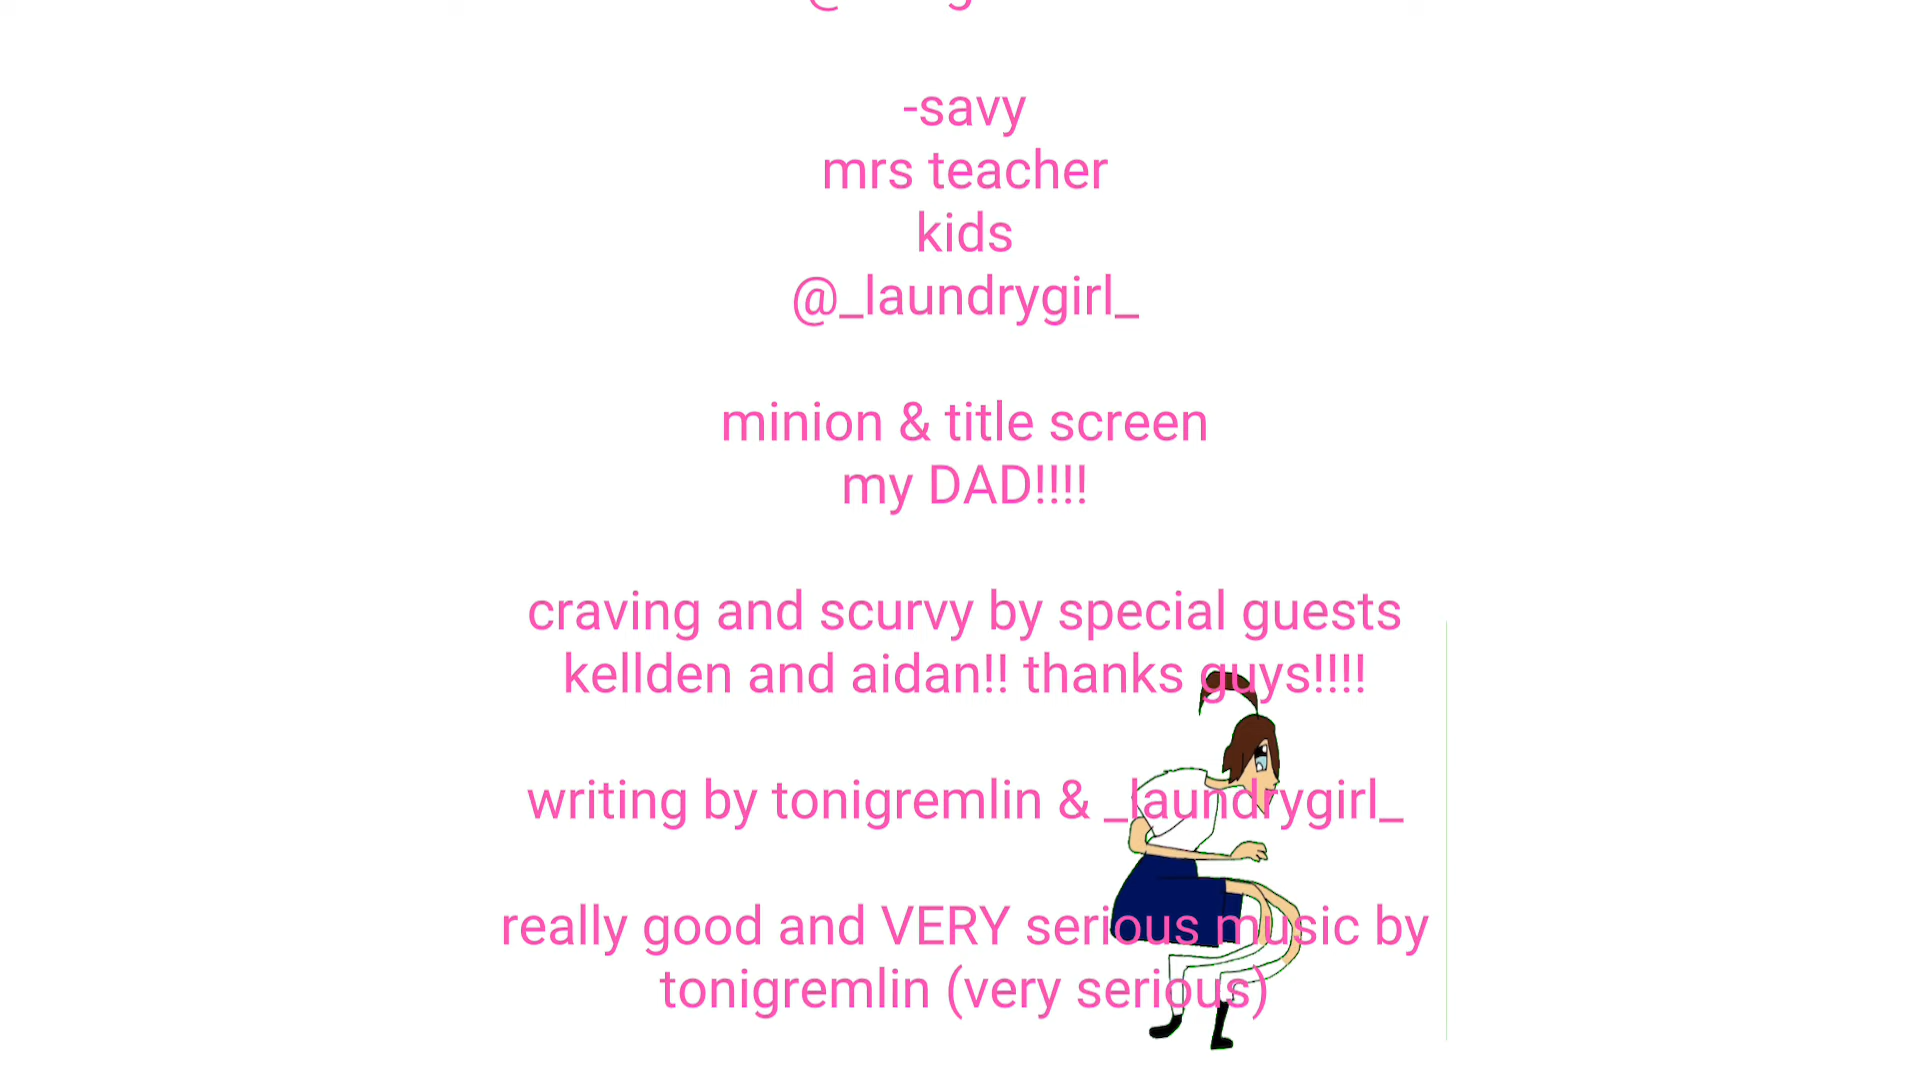 -savy
mrs teacher
kids
@_laundrygirl_
minion & title screen
my DAD!!!!
craving and scurvy by special guests
kellden and aidan!! thanks guys!!!!
writing by tonigremlin & _laundrygirl_
really good and VERY serious music by
tonigremlin (very serious)